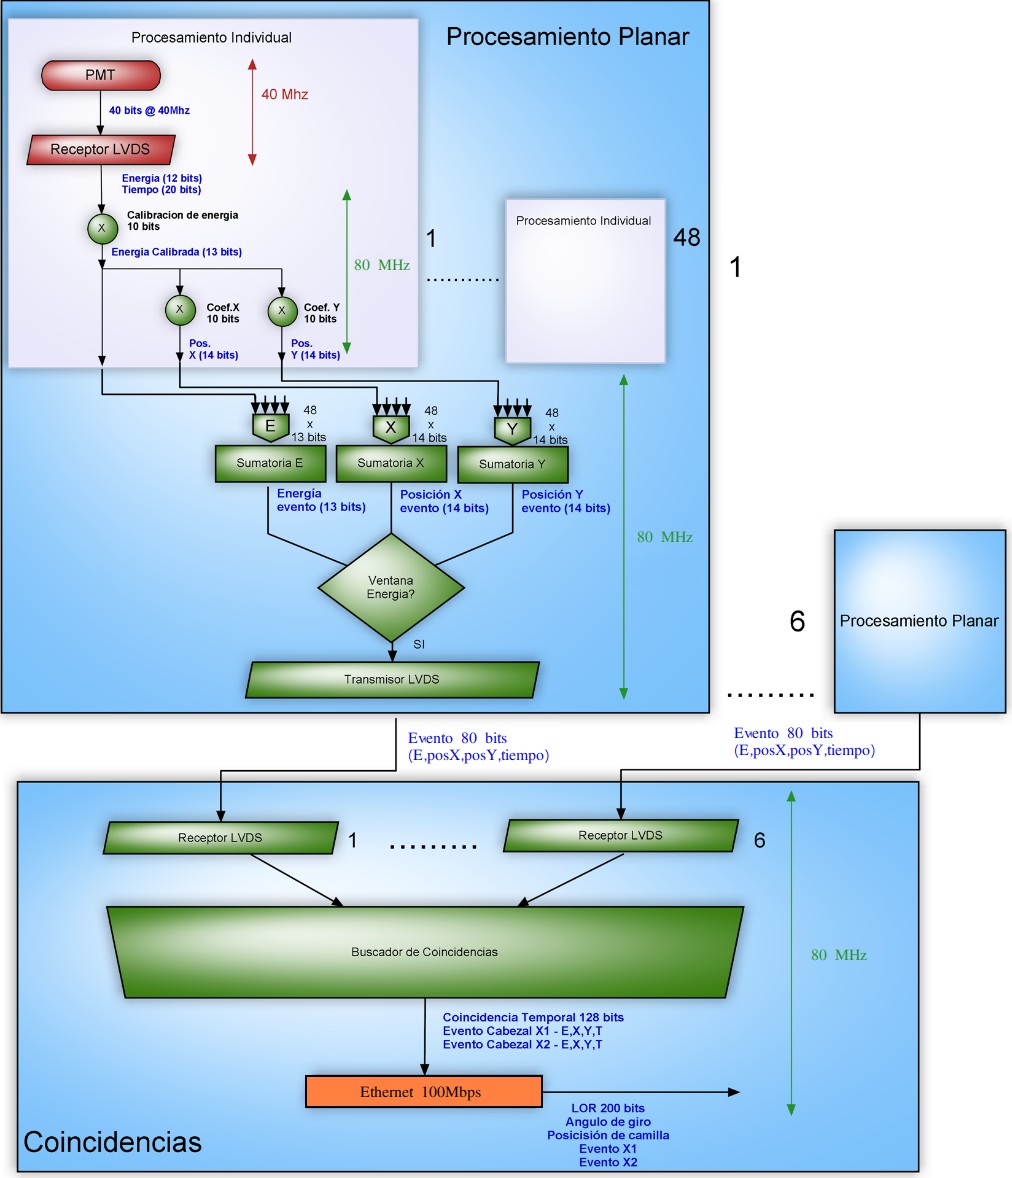 Procesamiento Individual
Procesamiento Planar
PMT
40 Mhz
40 bits @ 40Mhz
Receptor LVDS
Energia (12 bits)
Tiempo (20 bits)
X
Calibracion de energia
10 bits
Energia Calibrada (13 bits)
80 MHz
1
Procesamiento Individual
48
1
X
Coef.X
10 bits
X
Coef. Y
10 bits
Pos.
X (14 bits)
Pos.
Y (14 bits)
E
48
x
13 bits
X
48
x
14 bits
Y
48
x
14 bits
Sumatoria E
Sumatoria X
Sumatoria Y
Energía
evento (13 bits)
Posición X
evento (14 bits)
Posición Y
evento (14 bits)
80 MHz
Ventana
Energia?
SI
Transmisor LVDS
6
Procesamiento Planar
Evento 80 bits
(E,posX,posY,tiempo)
Evento 80 bits
(E,posX,posY,tiempo)
Receptor LVDS
1
Receptor LVDS
6
Buscador de Coincidencias
80 MHz
Coincidencia Temporal 128 bits
Evento Cabezal X1 - E,X,Y,T
Evento Cabezal X2 - E,X,Y,T
Ethernet 100Mbps
LOR 200 bits
Angulo de giro
Posicisión de camilla
Evento X1
Evento X2
Coincidencias